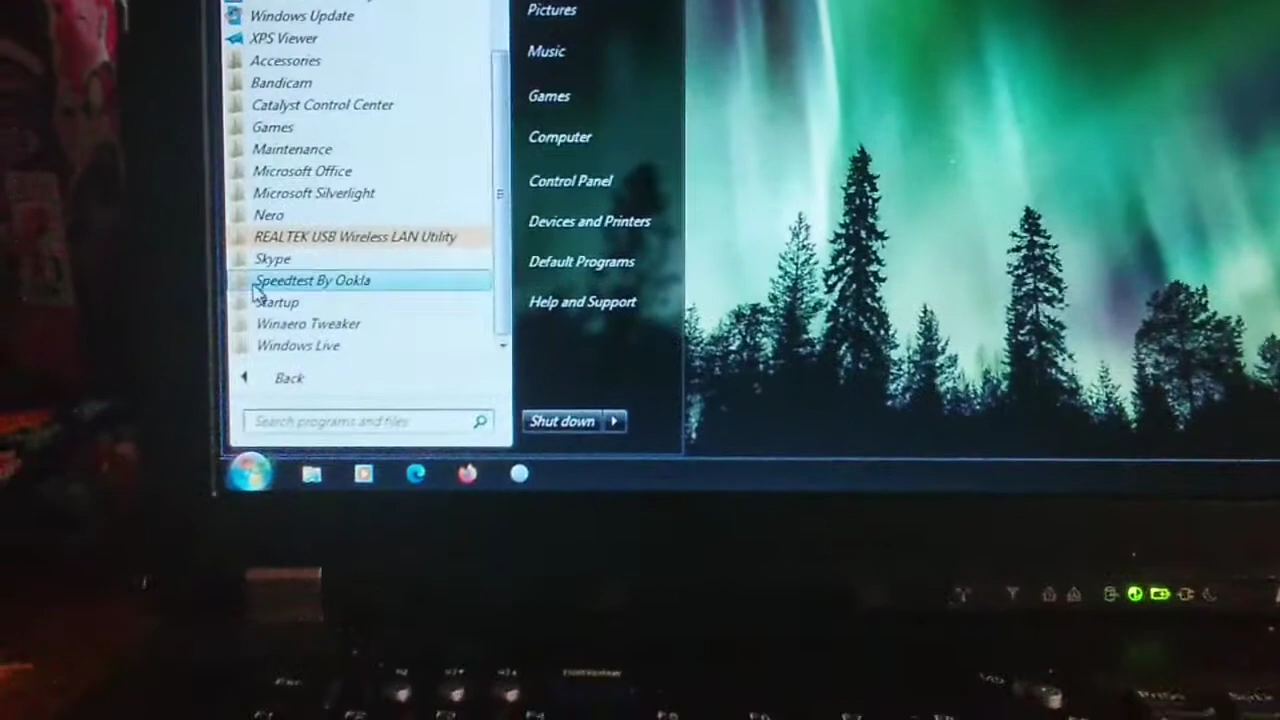 Windows Update
XPS Viewer
Accessories
Bandicam
Catalyst Control Center
Games
Maintenance
Microsoft Office
Microsoft Silverlight
Nero
REALTEK USB Wireless LAN Utility
Skype
Speedtest By Ookla
Startup
Winaero Tweaker
Windows Live
Back
Search programs and files
Pictures
Music
Games
Computer
Control Panel
Devices and Printers
Default Programs
Help and Support
Shut down